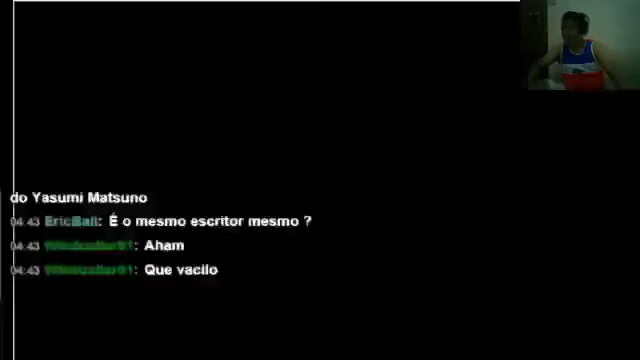 do Yasumi Matsuno
04:43 EricBall: É o mesmo escritor mesmo ?
04:43 : Aham
04:43 : Que vacilo